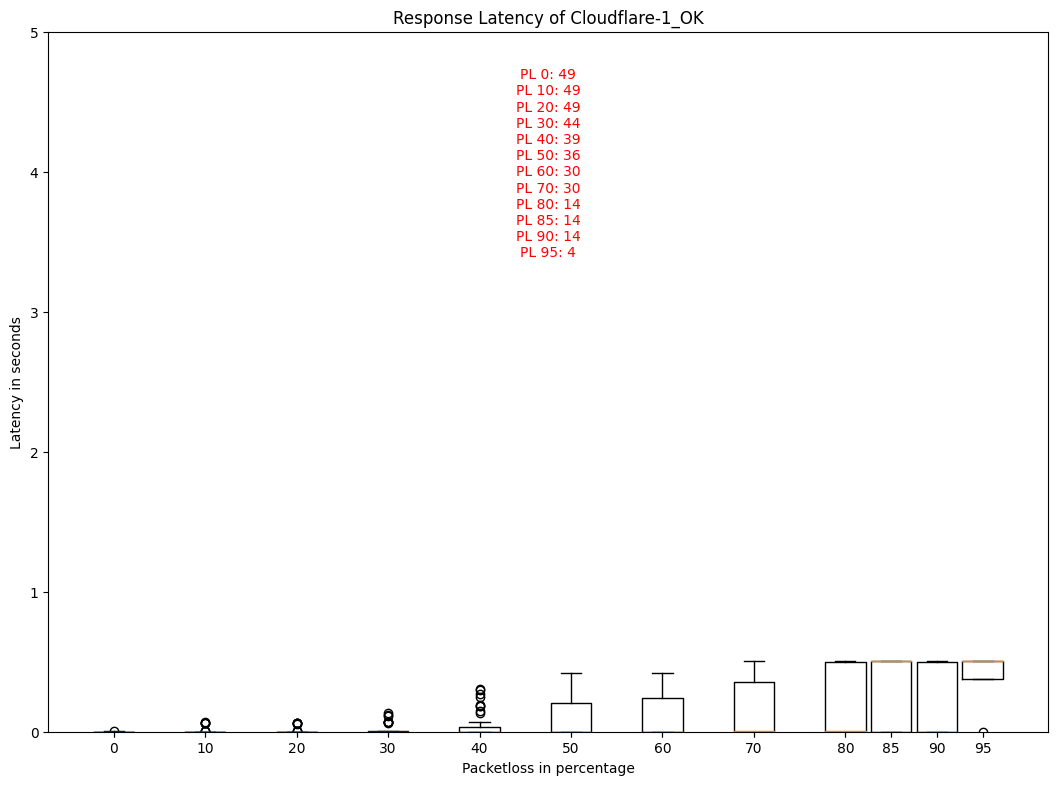 Response Latency of Cloudflare-1_OK
5
PL 0: 49
PL 10: 49
PL 20: 49
PL 30: 44
PL 40: 39
PL 50: 36
PL 60: 30
PL 70: 30
PL 80: 14
PL 85: 14
PL 90: 14
PL 95: 4
4
3
2
1
0
Latency in seconds
0 10 20 30 40 50 60 70 80 85 90 95
Packetloss in percentage